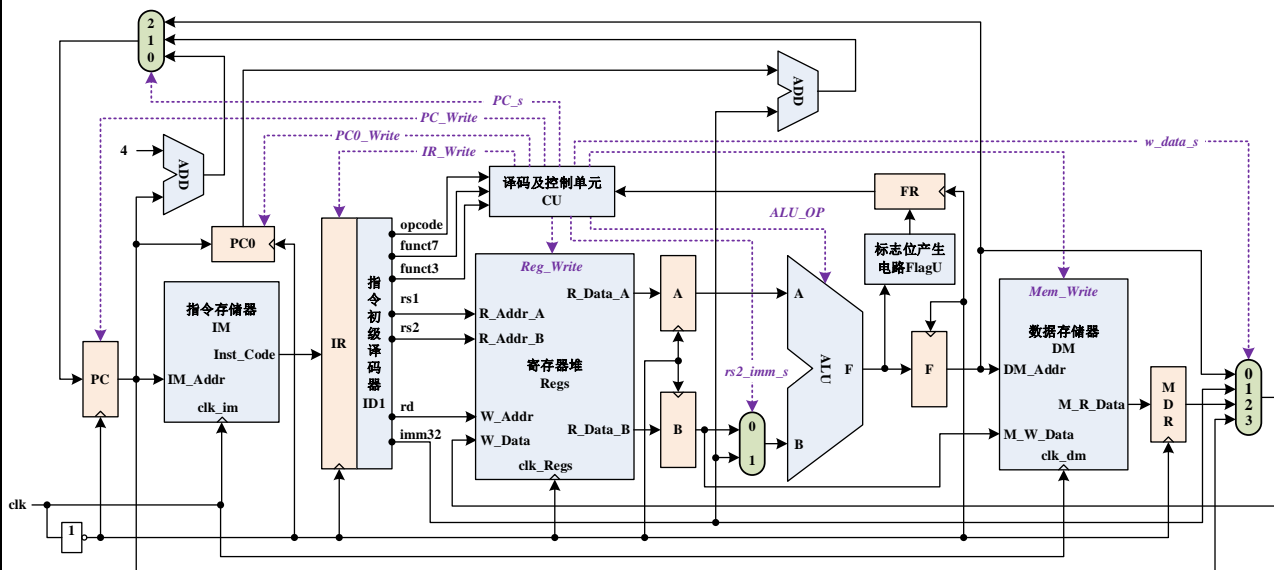 2
1
0
ADD
PC_s
PC_Write
PC0_Write
IR_Write
w_data_s
4
ADD
译码及控制单元
CU
FR
ALU_OP
opcode
funct7
funct3
PC0
标志位产生
电路FlagU
Reg_Write
Mem_Write
指令存储器
IM
Inst_Code
IM_Addr
clk_im
PC
IR
指令初级译码器
ID1
rs1
rs2
rd
imm32
R_Data_A
R_Addr_A
R_Addr_B
寄存器堆
Regs
W_Addr
W_Data
R_Data_B
clk_Regs
A
B
rs2_imm_s
0
1
A
B
ALU
F
F
数据存储器
DM
DM_Addr
M_R_Data
M_W_Data
clk_dm
MDR
0
1
2
3
clk
1